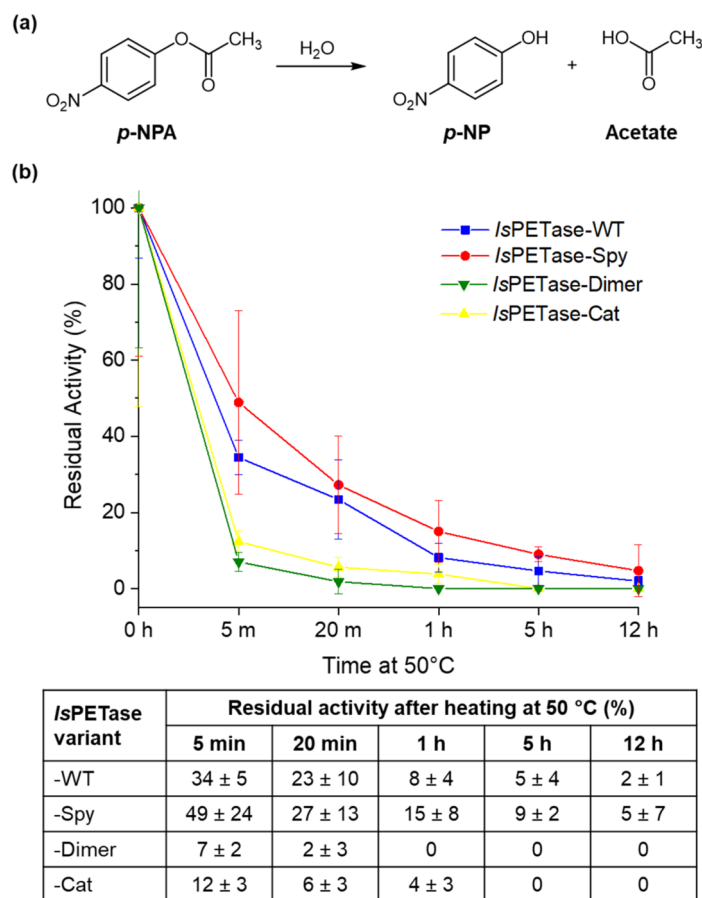 (a)
O
CH3
O
NO2
p-NPA
H2O
OH
NO2
p-NP
+
HO
CH3
O
Acetate
(b)
IsPETase-WT
IsPETase-Spy
IsPETase-Dimer
IsPETase-Cat
Residual Activity (%)
100
80
60
40
20
0
0 h 5 m 20 m 1 h 5 h 12 h
Time at 50°C
IsPETase variant Residual activity after heating at 50 °C (%)
5 min 20 min 1 h 5 h 12 h
-WT 34 ± 5 23 ± 10 8 ± 4 5 ± 4 2 ± 1
-Spy 49 ± 24 27 ± 13 15 ± 8 9 ± 2 5 ± 7
-Dimer 7 ± 2 2 ± 3 0 0 0
-Cat 12 ± 3 6 ± 3 4 ± 3 0 0